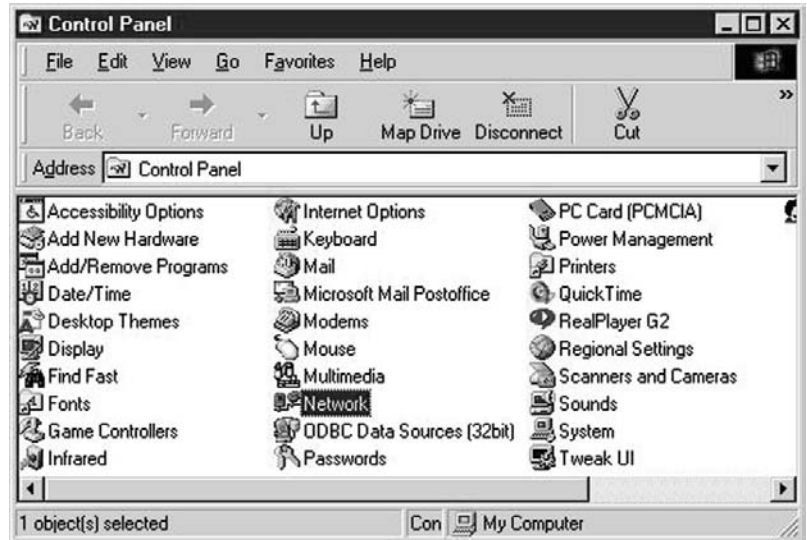 Control Panel
File Edit View Go Favorites Help
Back Forward Up Map Drive Disconnect Cut »
Address Control Panel
Accessibility Options Internet Options PC Card (PCMCIA)
Add New Hardware Keyboard Power Management
Add/Remove Programs Mail Printers
Date/Time Microsoft Mail Postoffice QuickTime
Desktop Themes Modems RealPlayer G2
Display Mouse Regional Settings
Find Fast Multimedia Scanners and Cameras
Fonts Network Sounds
Game Controllers ODBC Data Sources (32bit) System
Infrared Passwords Tweak UI
1 object(s) selected Con My Computer